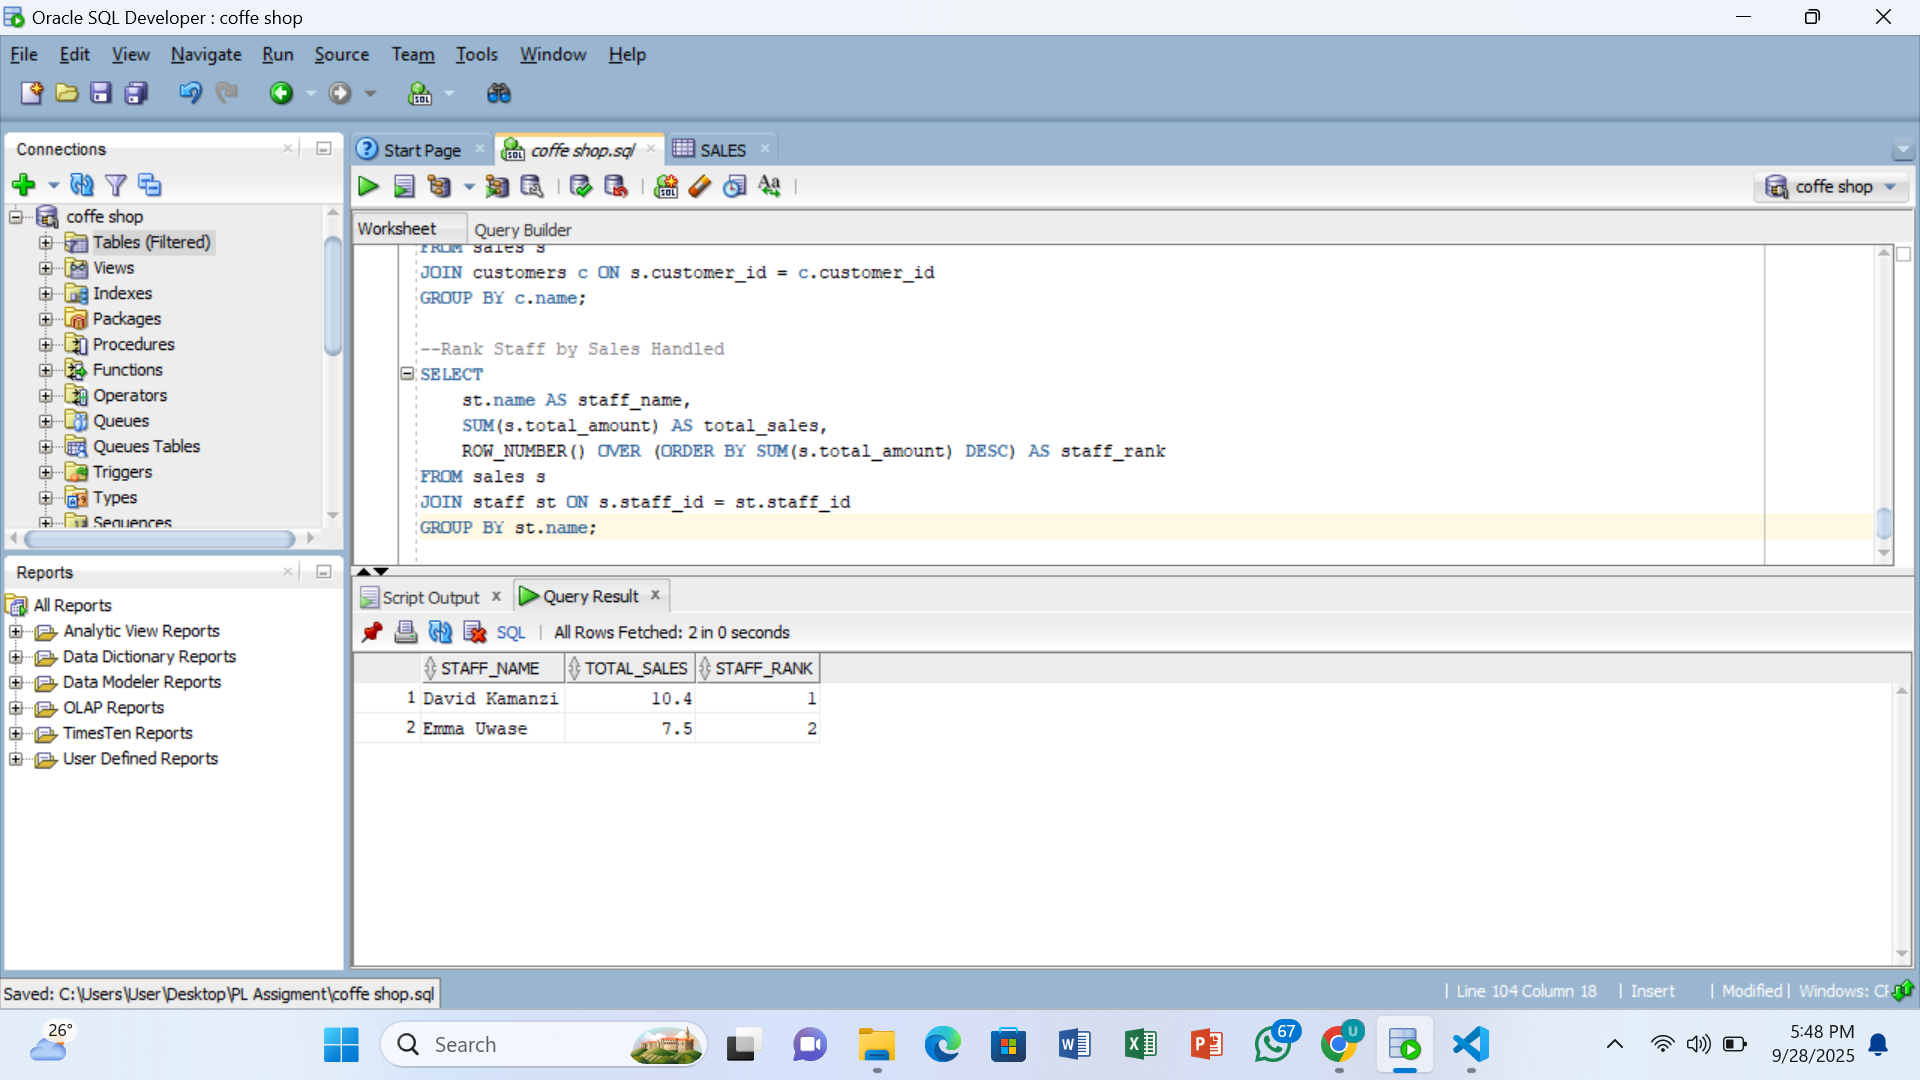 Oracle SQL Developer : coffe shop
File Edit View Navigate Run Source Team Tools Window Help
Connections
Start Page
coffe shop.sql
SALES
coffe shop
Worksheet
Query Builder
coffe shop
Tables (Filtered)
Views
Indexes
Packages
Procedures
Functions
Operators
Queues
Queues Tables
Triggers
Types
Sequences
FROM sales s
JOIN customers c ON s.customer_id = c.customer_id
GROUP BY c.name;
--Rank Staff by Sales Handled
SELECT
st.name AS staff_name,
SUM(s.total_amount) AS total_sales,
ROW_NUMBER() OVER (ORDER BY SUM(s.total_amount) DESC) AS staff_rank
FROM sales s
JOIN staff st ON s.staff_id = st.staff_id
GROUP BY st.name;
Reports
All Reports
Analytic View Reports
Data Dictionary Reports
Data Modeler Reports
OLAP Reports
TimesTen Reports
User Defined Reports
Script Output
Query Result
SQL
All Rows Fetched: 2 in 0 seconds
STAFF_NAME TOTAL_SALES STAFF_RANK
1 David Kamanzi 10.4 1
2 Emma Uwase 7.5 2
Saved: C:\Users\User\Desktop\PL Assigment\coffe shop.sql
Line 104 Column 18 | Insert | Modified | Windows:
26°
Search
67
U
5:48 PM
9/28/2025